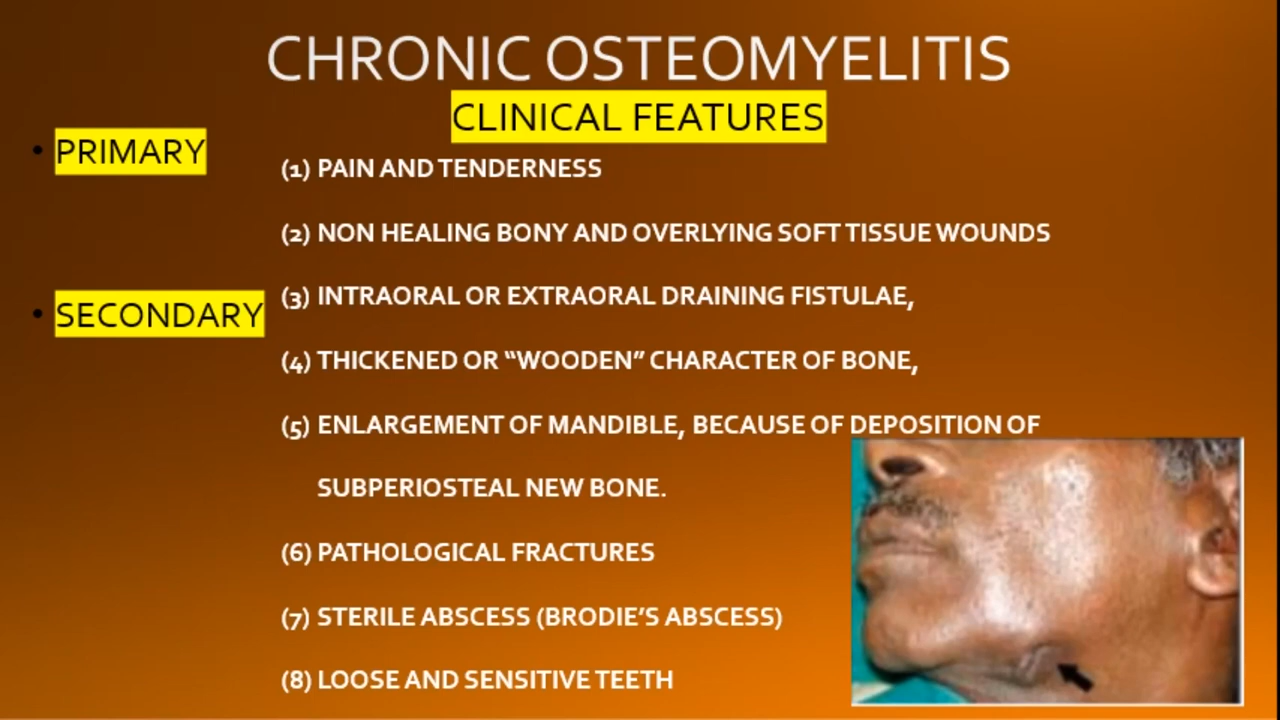 CHRONIC OSTEOMYELITIS
CLINICAL FEATURES
• PRIMARY
(1) PAIN AND TENDERNESS
(2) NON HEALING BONY AND OVERLYING SOFT TISSUE WOUNDS
• SECONDARY
(3) INTRAORAL OR EXTRAORAL DRAINING FISTULAE,
(4) THICKENED OR “WOODEN” CHARACTER OF BONE,
(5) ENLARGEMENT OF MANDIBLE, BECAUSE OF DEPOSITION OF
SUBPERIOSTEAL NEW BONE.
(6) PATHOLOGICAL FRACTURES
(7) STERILE ABSCESS (BRODIE’S ABSCESS)
(8) LOOSE AND SENSITIVE TEETH